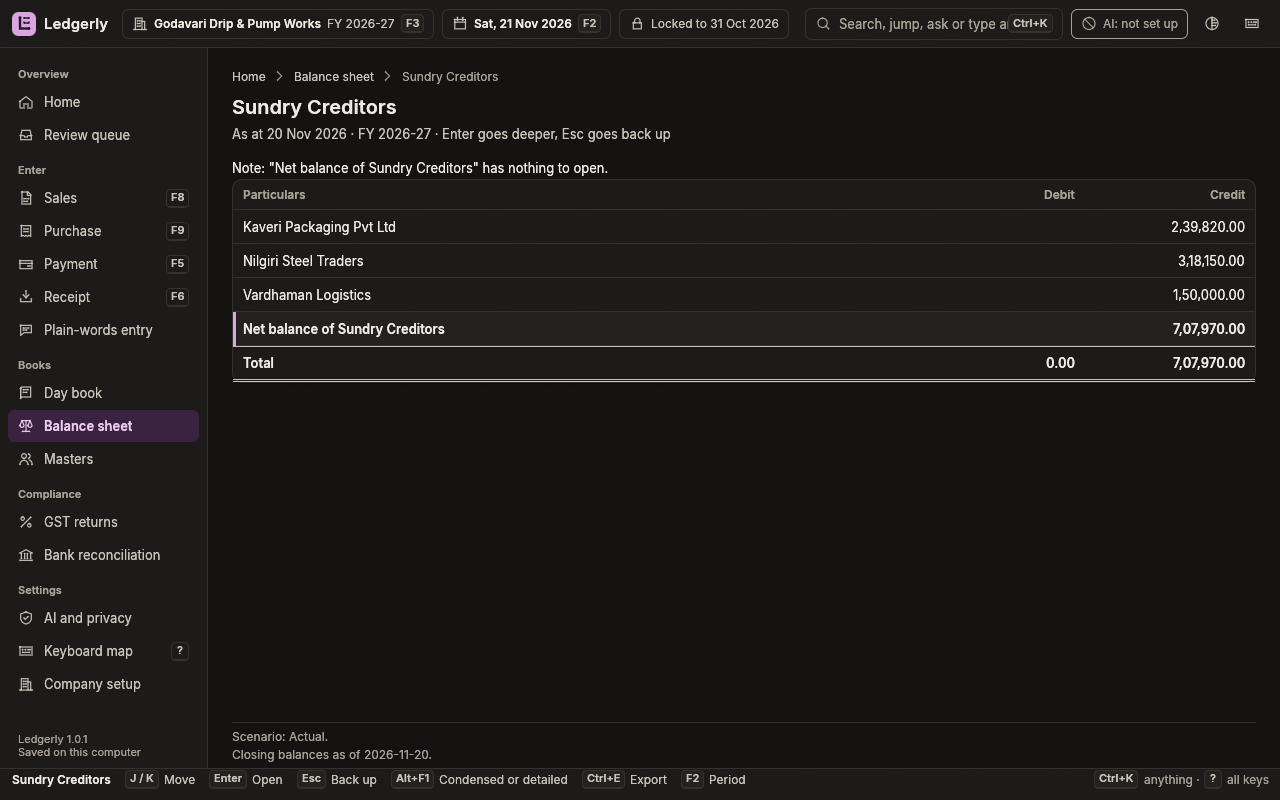 Ledgerly
Godavari Drip & Pump Works FY 2026-27 F3
Sat, 21 Nov 2026 F2
Locked to 31 Oct 2026
Search, jump, ask or type a Ctrl+K
AI: not set up
Overview
Home
Review queue
Enter
Sales F8
Purchase F9
Payment F5
Receipt F6
Plain-words entry
Books
Day book
Balance sheet
Masters
Compliance
GST returns
Bank reconciliation
Settings
AI and privacy
Keyboard map ?
Company setup
Ledgerly 1.0.1
Saved on this computer
Home > Balance sheet > Sundry Creditors
Sundry Creditors
As at 20 Nov 2026 · FY 2026-27 · Enter goes deeper, Esc goes back up
Note: "Net balance of Sundry Creditors" has nothing to open.
Particulars Debit Credit
Kaveri Packaging Pvt Ltd 2,39,820.00
Nilgiri Steel Traders 3,18,150.00
Vardhaman Logistics 1,50,000.00
Net balance of Sundry Creditors 7,07,970.00
Total 0.00 7,07,970.00
Scenario: Actual.
Closing balances as of 2026-11-20.
Sundry Creditors J / K Move Enter Open Esc Back up Alt+F1 Condensed or detailed Ctrl+E Export F2 Period Ctrl+K anything · ? all keys